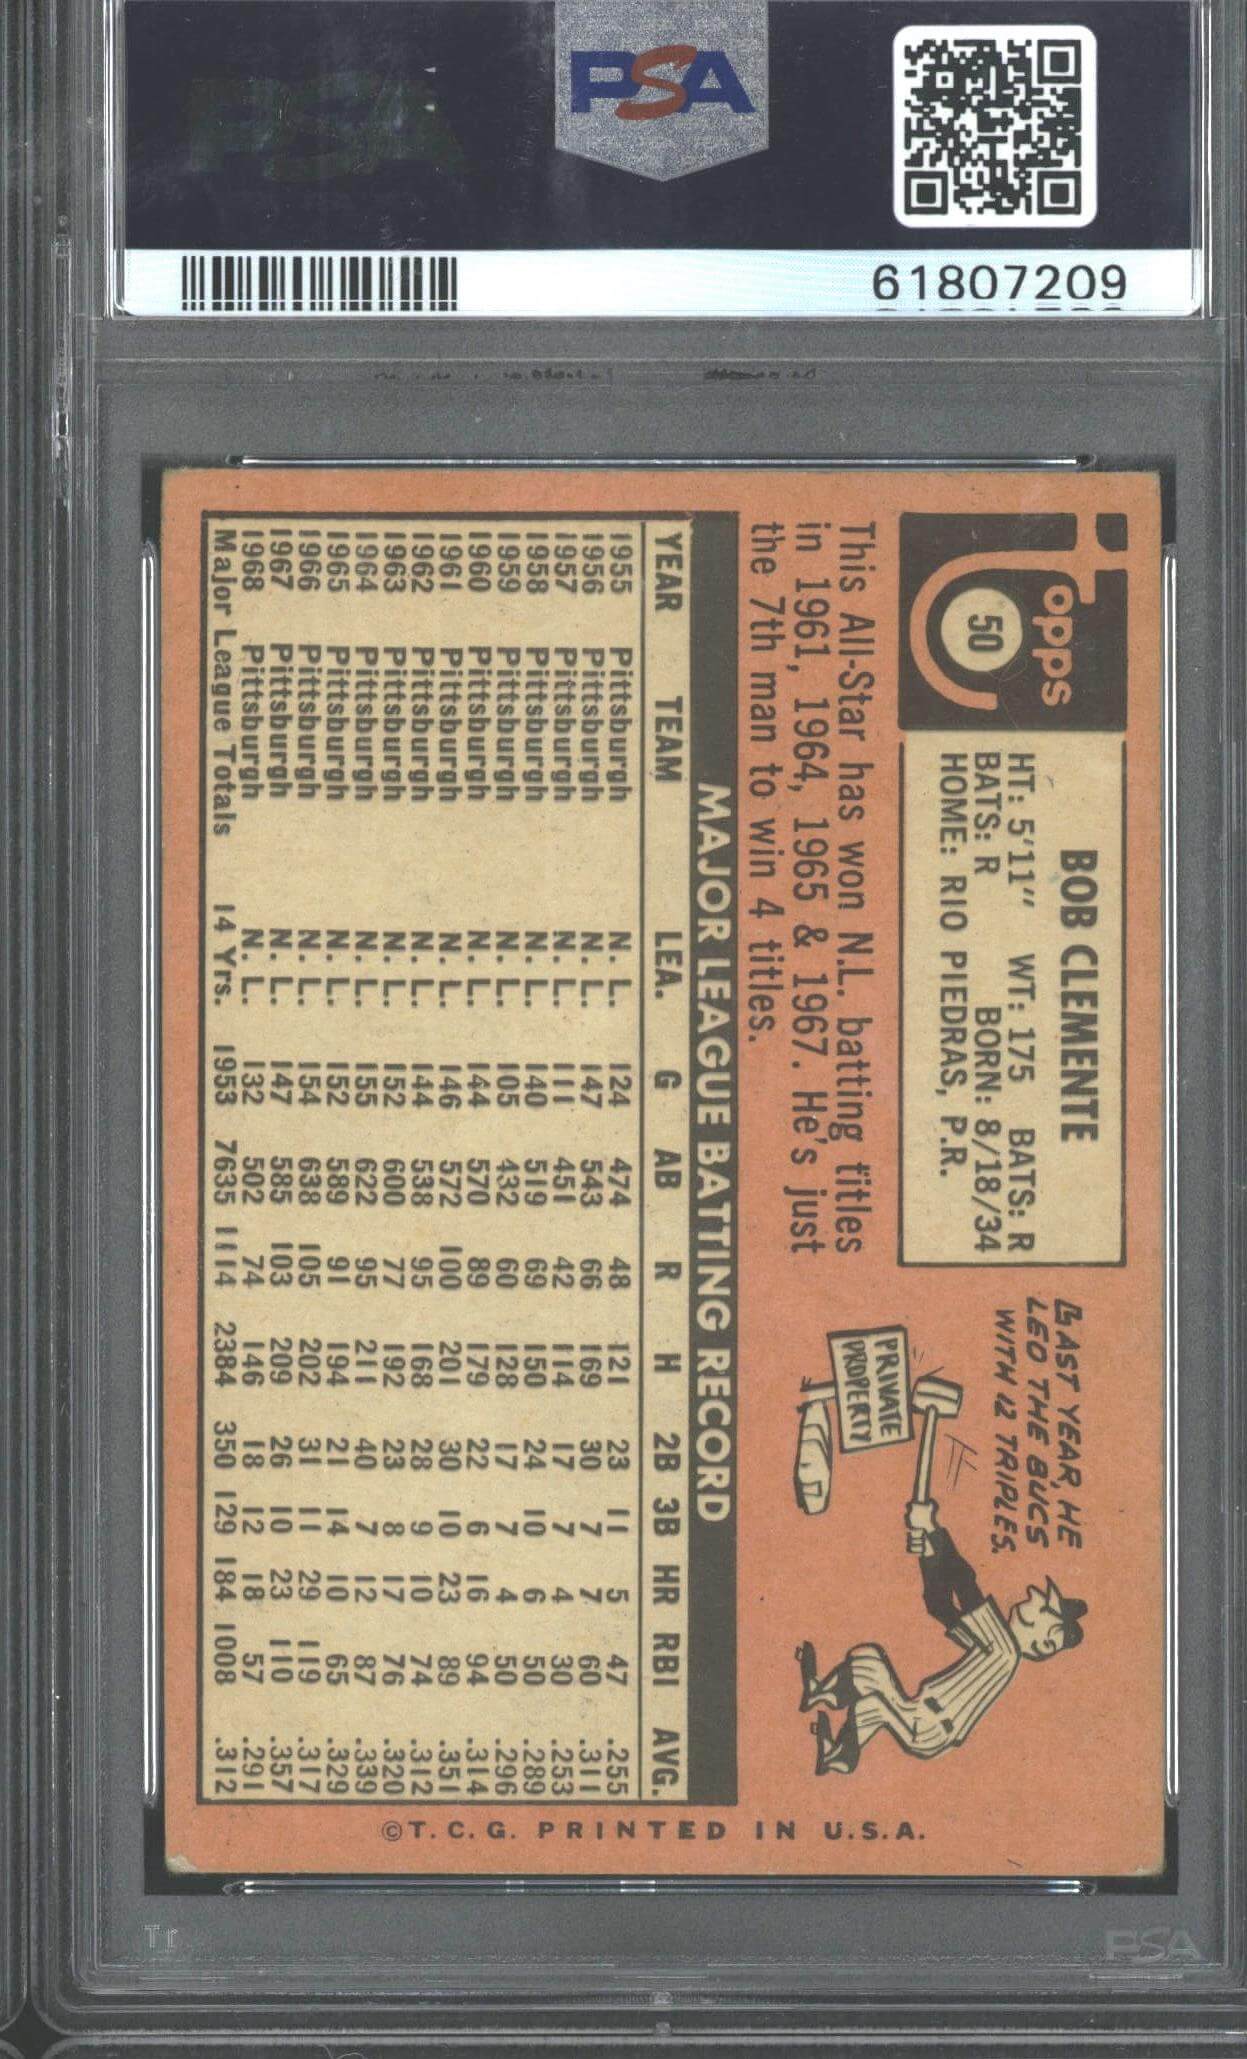 PSA
PSA
61807209
Topps
50
BOB CLEMENTE
HT: 5'11" WT: 175 BATS: R
BATS: R BORN: 8/18/34
HOME: RIO PIEDRAS, P.R.
LAST YEAR, HE
LED THE BUCS
WITH 12 TRIPLES.
PRIVATE
PROPERTY
This All-Star has won N.L. batting titles
in 1961, 1964, 1965 & 1967. He's just
the 7th man to win 4 titles.
MAJOR LEAGUE BATTING RECORD
YEAR TEAM LEA. G AB R H 2B 3B HR RBI AVG.
1955 Pittsburgh N. L. 124 474 48 121 23 11 5 47 .255
1956 Pittsburgh N. L. 147 543 66 169 30 7 7 60 .311
1957 Pittsburgh N. L. 111 451 42 114 17 7 4 30 .253
1958 Pittsburgh N. L. 140 519 69 150 24 10 6 50 .289
1959 Pittsburgh N. L. 105 432 60 128 17 7 4 50 .296
1960 Pittsburgh N. L. 144 570 89 179 22 6 16 94 .314
1961 Pittsburgh N. L. 146 572 100 201 30 10 23 89 .351
1962 Pittsburgh N. L. 144 538 95 168 28 9 10 74 .312
1963 Pittsburgh N. L. 152 600 77 192 23 8 17 76 .320
1964 Pittsburgh N. L. 155 622 95 211 40 7 12 87 .339
1965 Pittsburgh N. L. 152 589 91 194 21 14 10 65 .329
1966 Pittsburgh N. L. 154 638 105 202 31 11 29 119 .317
1967 Pittsburgh N. L. 147 585 103 209 26 10 23 110 .357
1968 Pittsburgh N. L. 132 502 74 146 18 12 18 57 .291
Major League Totals 14 Yrs. 1953 7635 1114 2384 350 129 184 1008 .312
©T. C. G. PRINTED IN U.S.A.
PSA